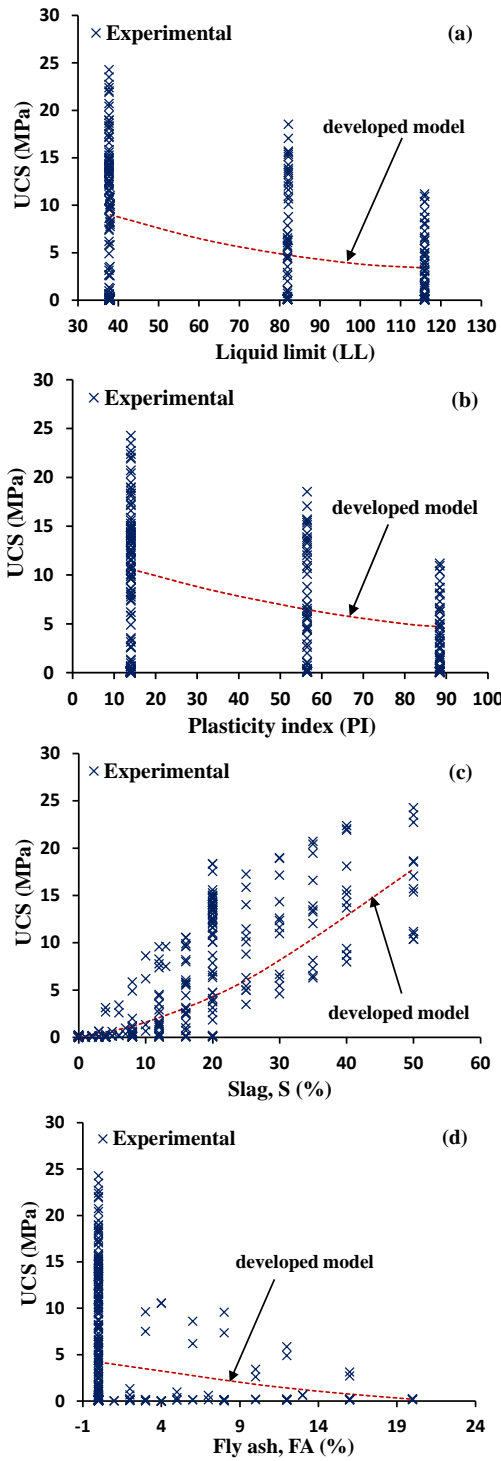 30
× Experimental
(a)
25
20
developed model
15
10
5
0
UCS (MPa)
30 40 50 60 70 80 90 100 110 120 130
Liquid limit (LL)
30
× Experimental
(b)
25
20
developed model
15
10
5
0
UCS (MPa)
0 10 20 30 40 50 60 70 80 90 100
Plasticity index (PI)
30
× Experimental
(c)
25
20
15
10
5
developed model
0
UCS (MPa)
0 10 20 30 40 50 60
Slag, S (%)
30
× Experimental
(d)
25
20
15
developed model
10
5
0
UCS (MPa)
-1 4 9 14 19 24
Fly ash, FA (%)